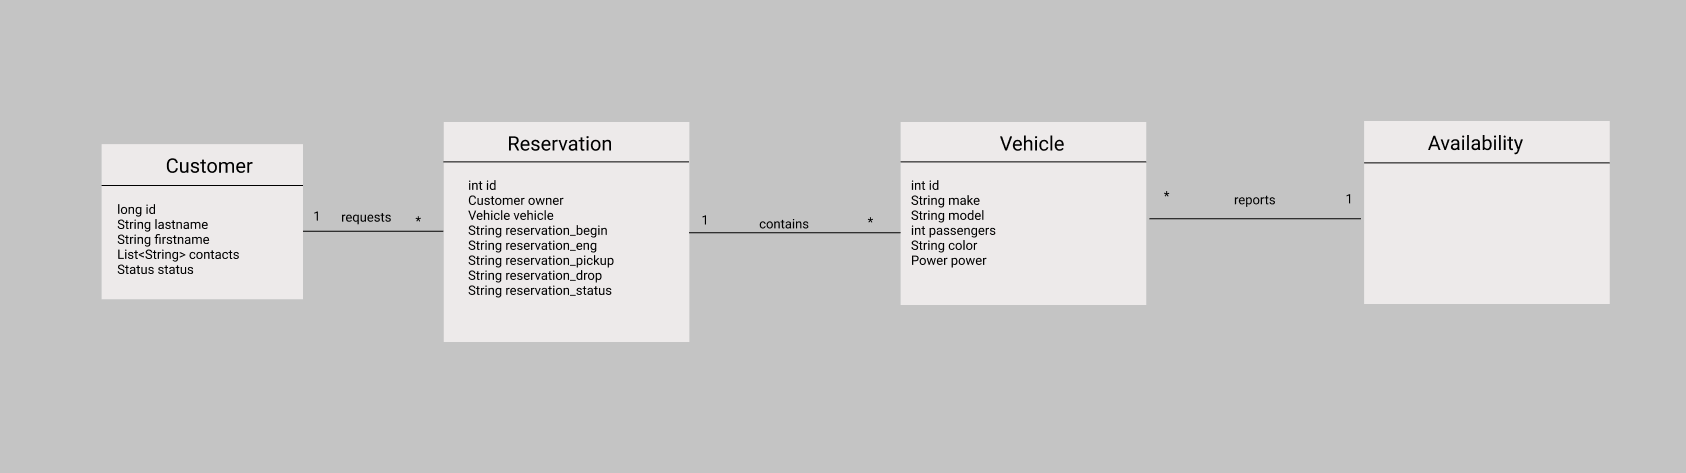 Customer
long id
String lastname
String firstname
List<String> contacts
Status status
1 requests *
Reservation
int id
Customer owner
Vehicle vehicle
String reservation_begin
String reservation_eng
String reservation_pickup
String reservation_drop
String reservation_status
1 contains *
Vehicle
int id
String make
String model
int passengers
String color
Power power
* reports 1
Availability